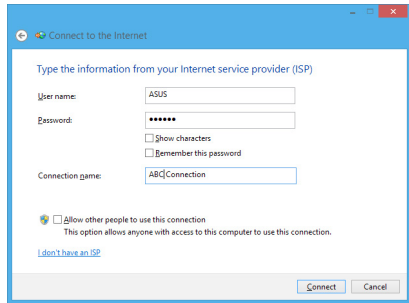 Connect to the Internet
Type the information from your Internet service provider (ISP)
User name: ASUS
Password: ••••••
Show characters
Remember this password
Connection name: ABC Connection
Allow other people to use this connection
This option allows anyone with access to this computer to use this connection.
I don't have an ISP
Connect Cancel